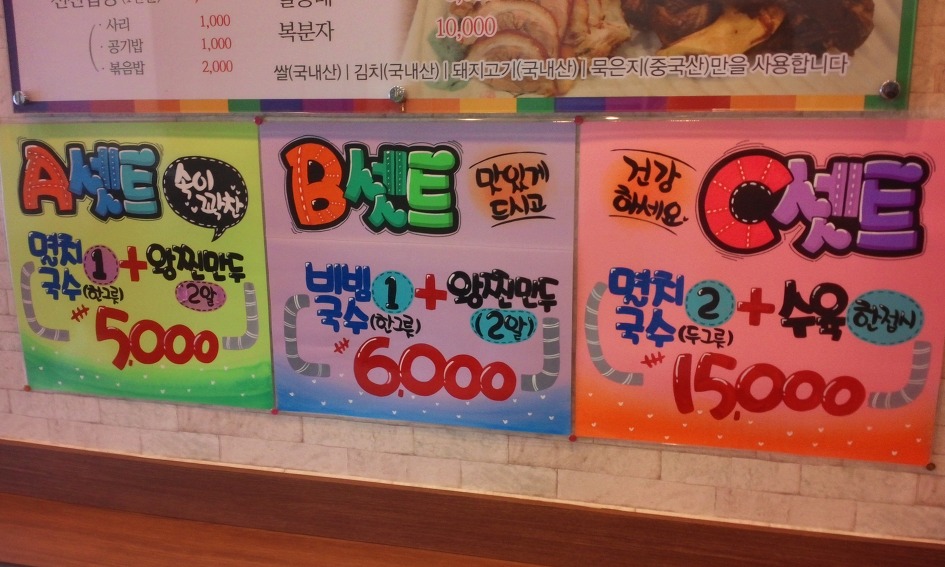 · 사리 1,000
· 공기밥 1,000
· 볶음밥 2,000
복분자 10,000
쌀(국내산) | 김치(국내산) | 돼지고기(국내산) | 묵은지(중국산)만을 사용합니다
A셋트
속이
꽉찬
멸치
국수
1
(한그릇)
+
왕찐만두
2알
₩5,000
B셋트
맛있게
드시고
비빔
국수
1
(한그릇)
+
왕찐만두
(2알)
₩6,000
건강
하세요
C셋트
멸치
국수
2
(두그릇)
+
수육
한접시
₩15,000